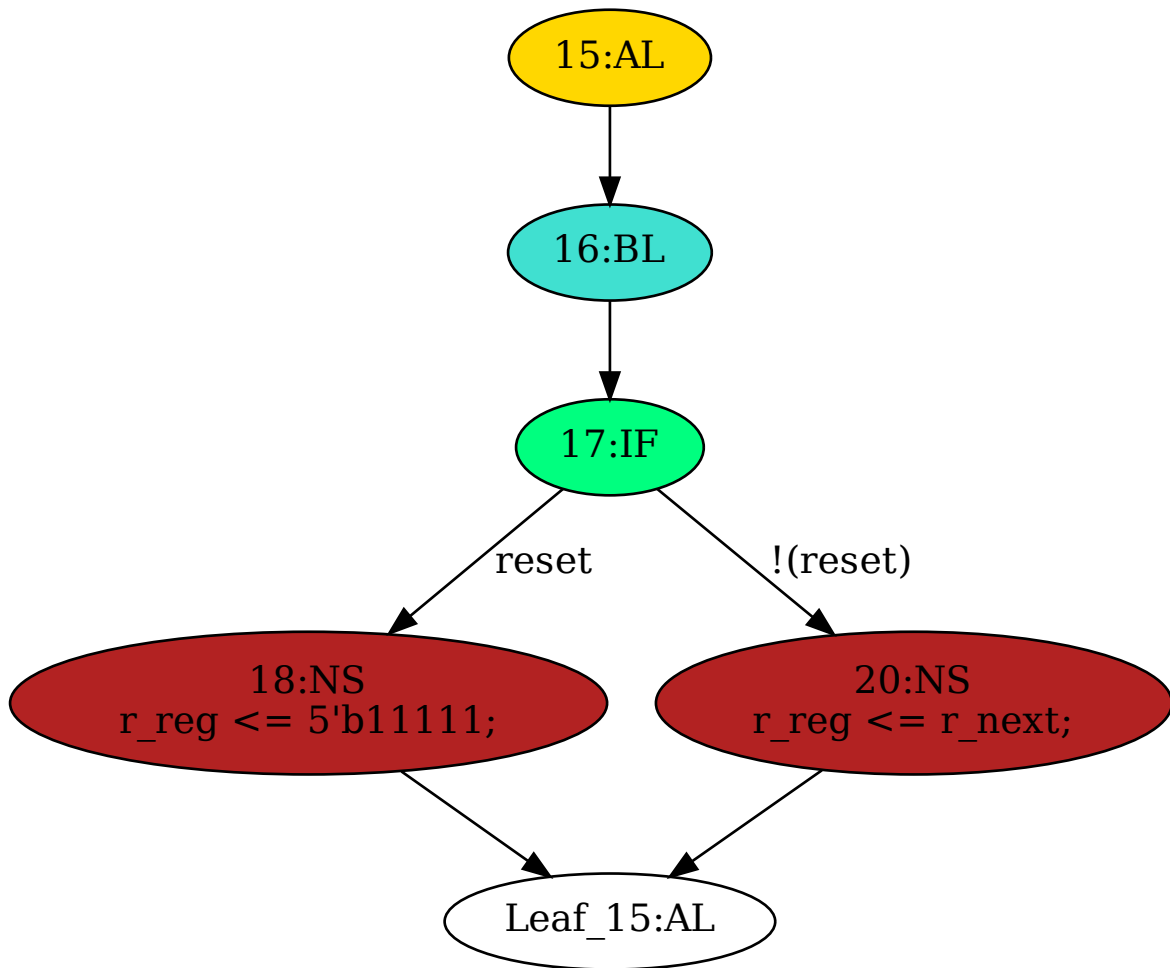 15:AL
16:BL
17:IF
reset
!(reset)
18:NS
r_reg <= 5'b11111;
20:NS
r_reg <= r_next;
Leaf_15:AL